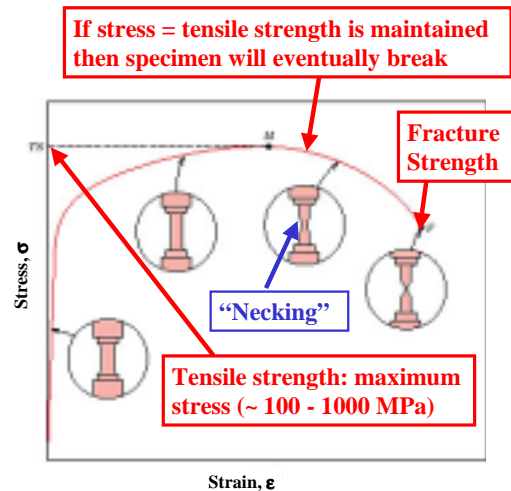 If stress = tensile strength is maintained
then specimen will eventually break
Fracture
Strength
TS
M
F
Stress, σ
“Necking”
Tensile strength: maximum
stress (~ 100 - 1000 MPa)
Strain, ε